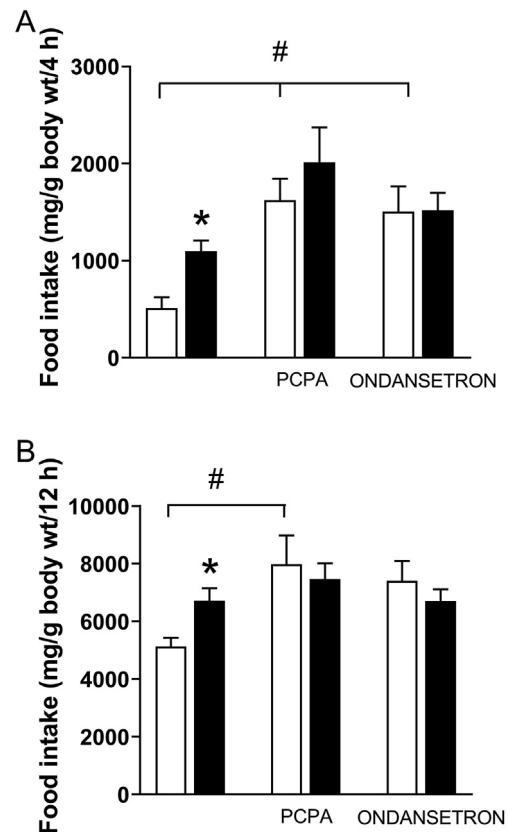 A
#
Food intake (mg/g body wt/4 h)
3000
2000
1000
0
*
PCPA
ONDANSETRON
B
#
Food intake (mg/g body wt/12 h)
10000
8000
6000
4000
2000
0
*
PCPA
ONDANSETRON